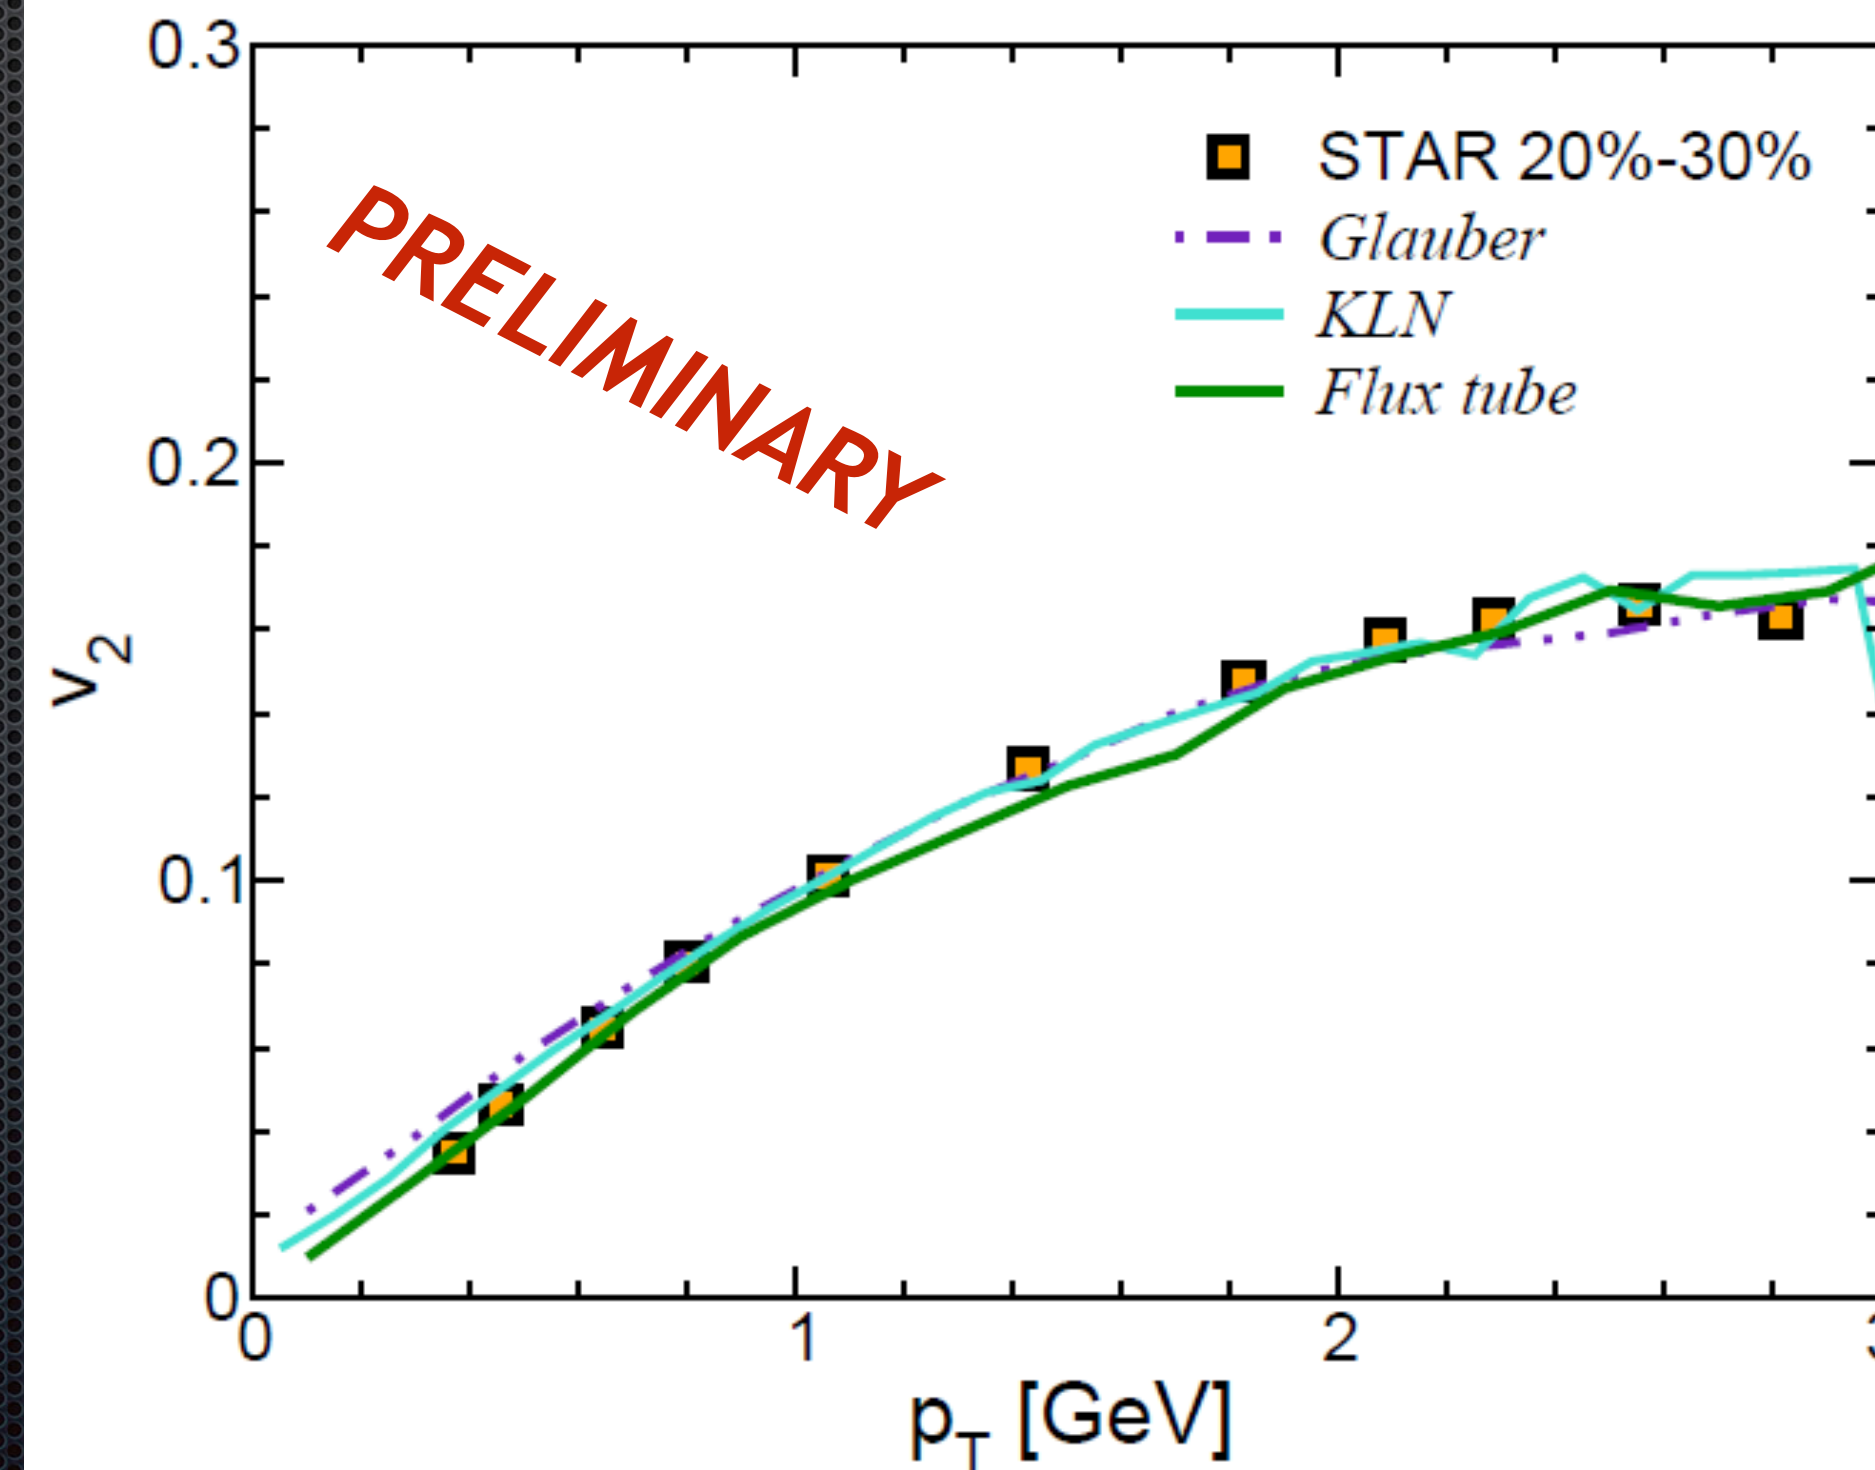 0.3
0.2
0.1
0
0
1
2
v2
pT [GeV]
PRELIMINARY
STAR 20%-30%
Glauber
KLN
Flux tube